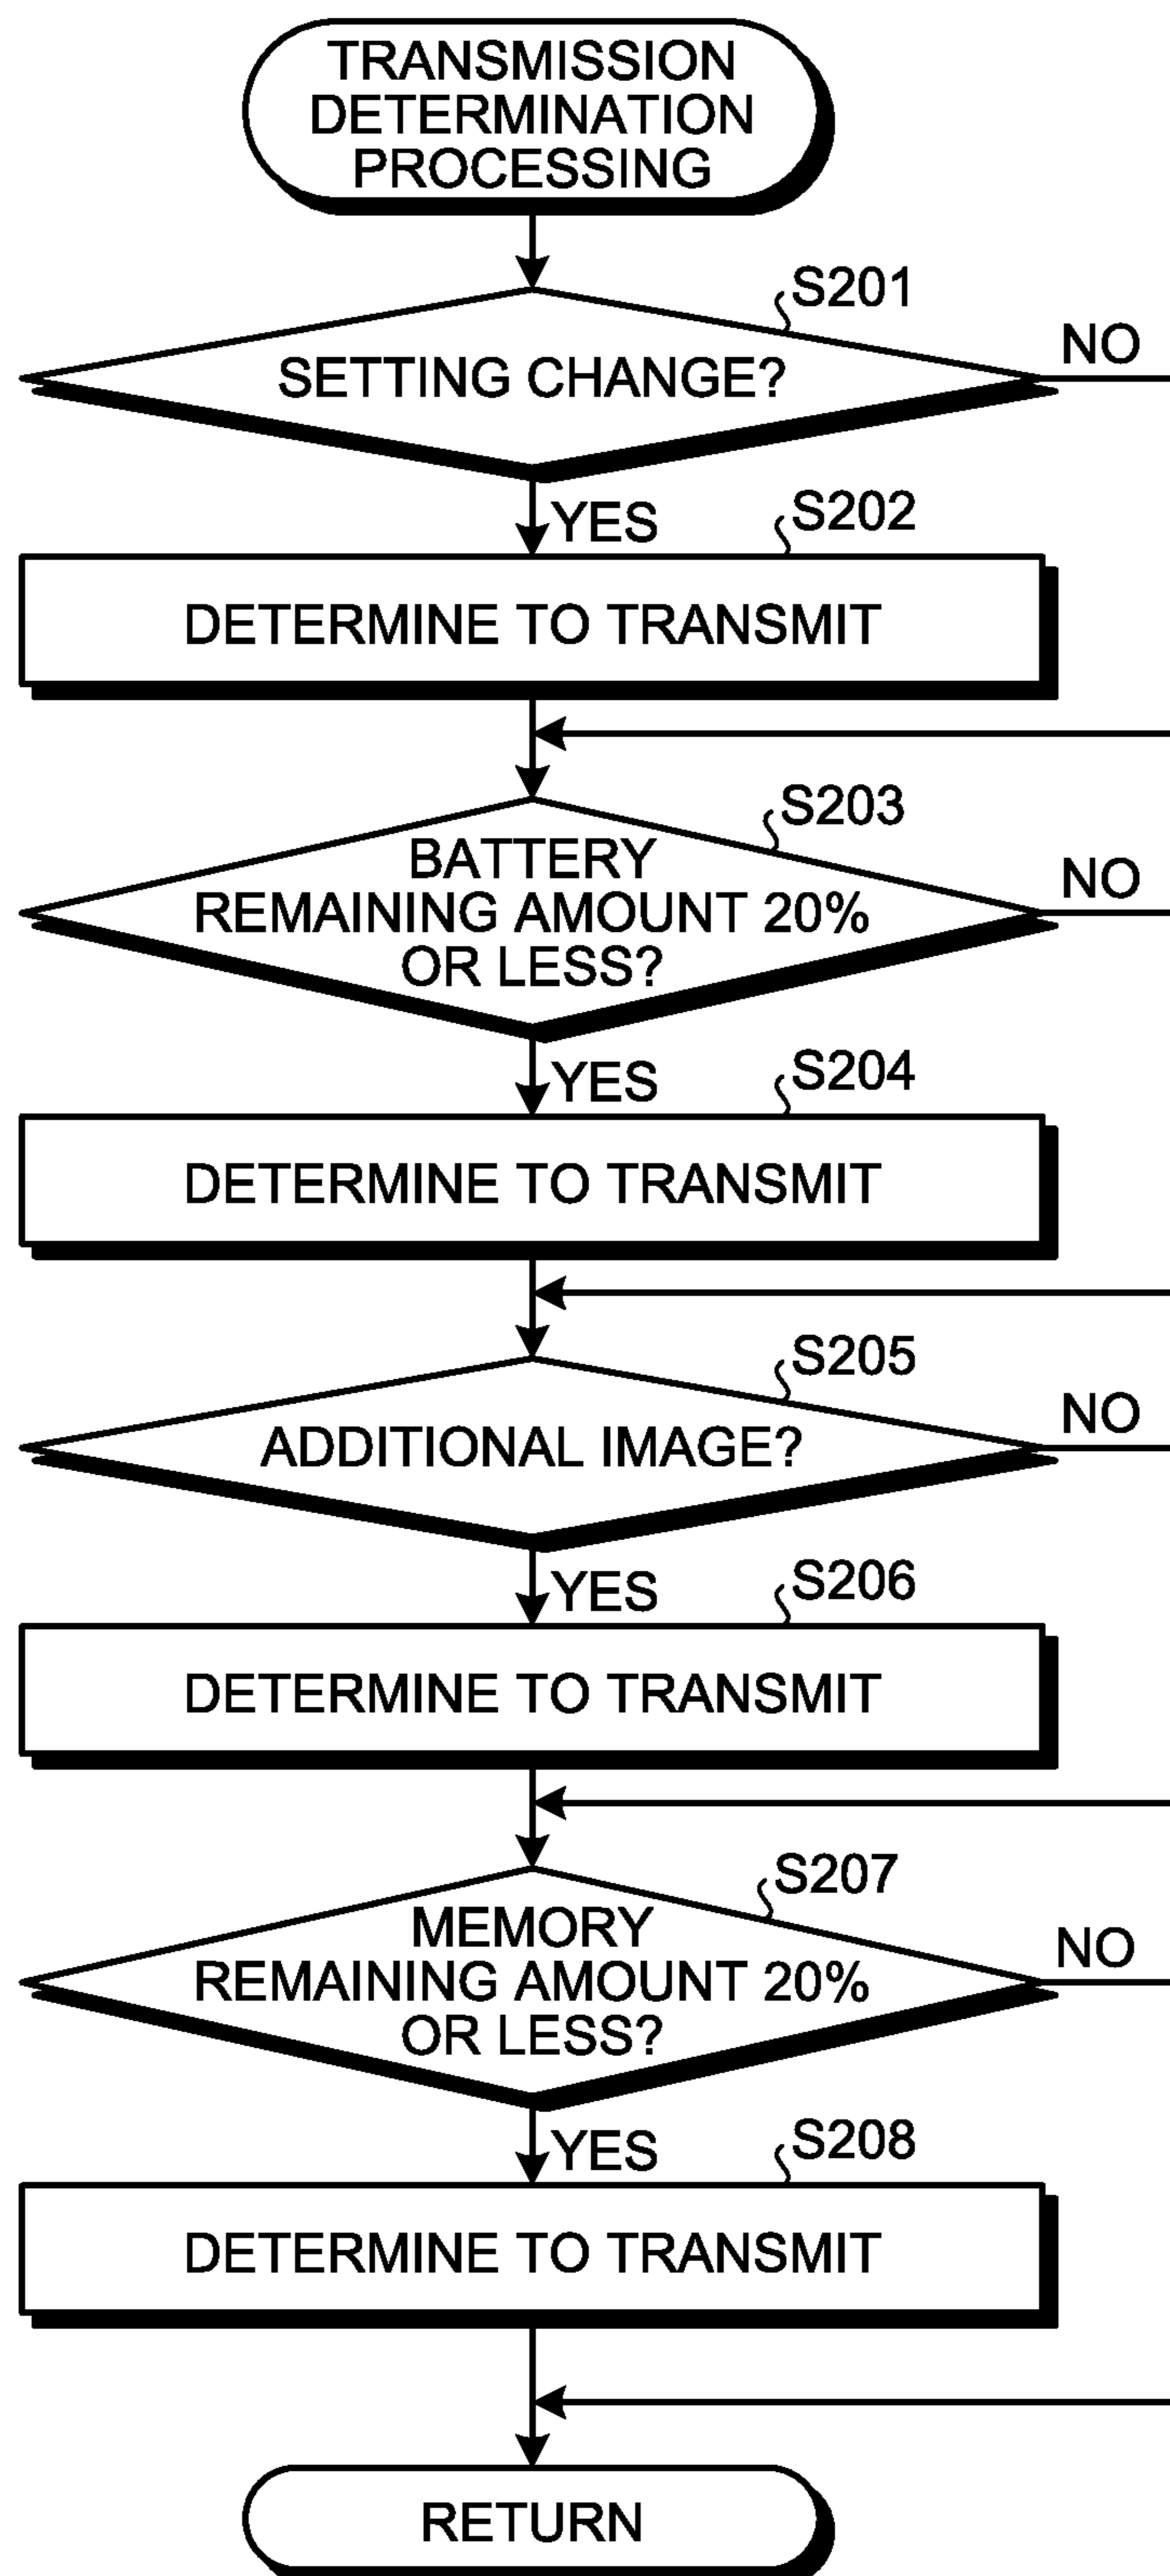 TRANSMISSION
DETERMINATION
PROCESSING
S201
SETTING CHANGE?
NO
YES
S202
DETERMINE TO TRANSMIT
S203
BATTERY
REMAINING AMOUNT 20%
OR LESS?
NO
YES
S204
DETERMINE TO TRANSMIT
S205
ADDITIONAL IMAGE?
NO
YES
S206
DETERMINE TO TRANSMIT
S207
MEMORY
REMAINING AMOUNT 20%
OR LESS?
NO
YES
S208
DETERMINE TO TRANSMIT
RETURN